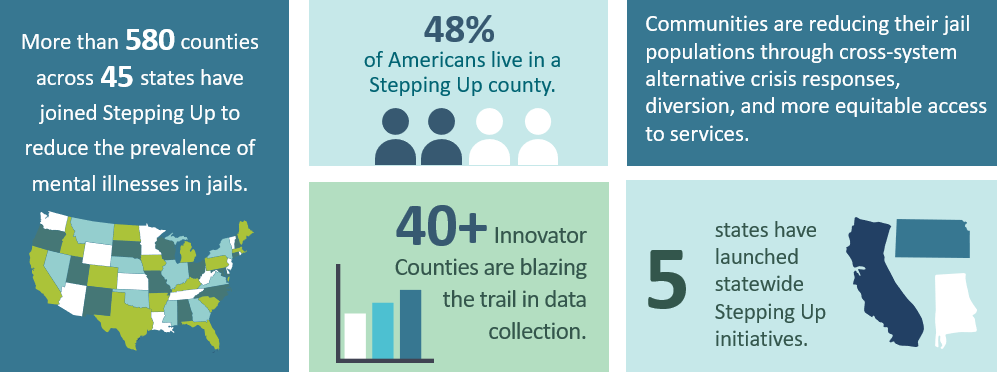 More than 580 counties
across 45 states have
joined Stepping Up to
reduce the prevalence of
mental illnesses in jails.
48%
of Americans live in a
Stepping Up county.
Communities are reducing their jail
populations through cross-system
alternative crisis responses,
diversion, and more equitable access
to services.
40+ Innovator
Counties are blazing
the trail in data
collection.
5
states have
launched
statewide
Stepping Up
initiatives.